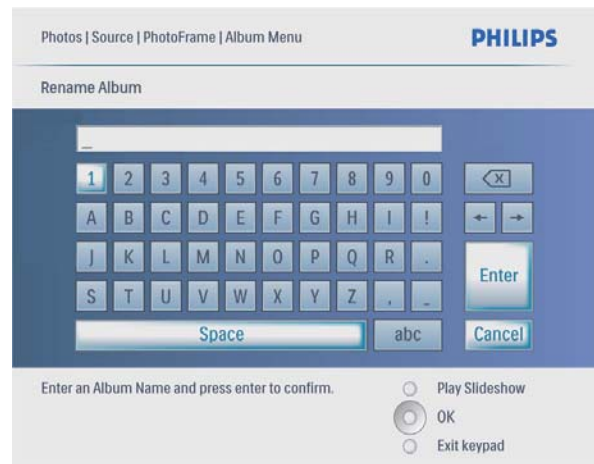 Photos | Source | PhotoFrame | Album Menu PHILIPS
Rename Album
_
1 2 3 4 5 6 7 8 9 0
A B C D E F G H I !
J K L M N O P Q R .
Enter
S T U V W X Y Z , _
Space abc Cancel
Enter an Album Name and press enter to confirm. Play Slideshow
OK
Exit keypad